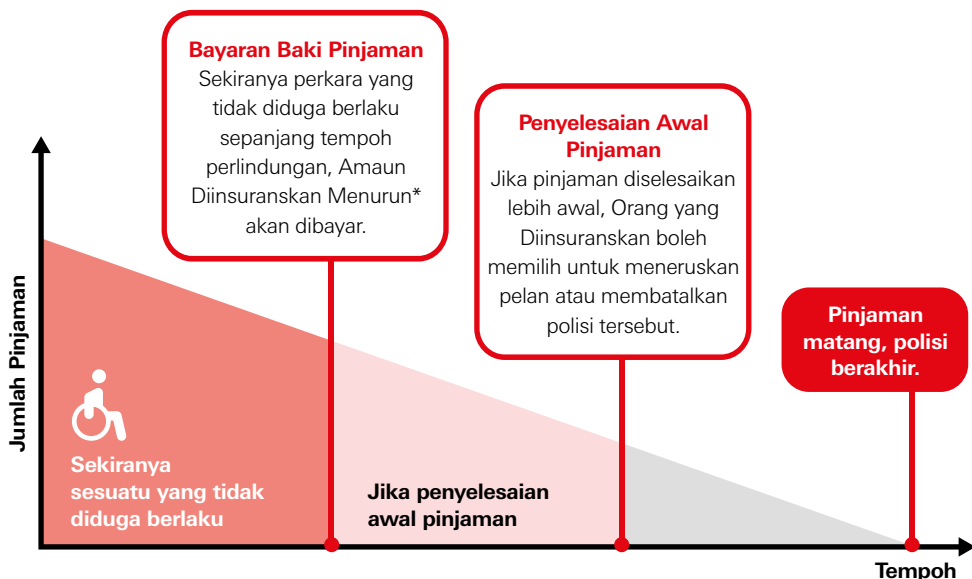 Bayaran Baki Pinjaman
Sekiranya perkara yang
tidak diduga berlaku
sepanjang tempoh
perlindungan, Amaun
Diinsuranskan Menurun*
akan dibayar.
Penyelesaian Awal
Pinjaman
Jika pinjaman diselesaikan
lebih awal, Orang yang
Diinsuranskan boleh
memilih untuk meneruskan
pelan atau membatalkan
polisi tersebut.
Pinjaman
matang, polisi
berakhir.
Jumlah Pinjaman
Sekiranya
sesuatu yang tidak
diduga berlaku
Jika penyelesaian
awal pinjaman
Tempoh